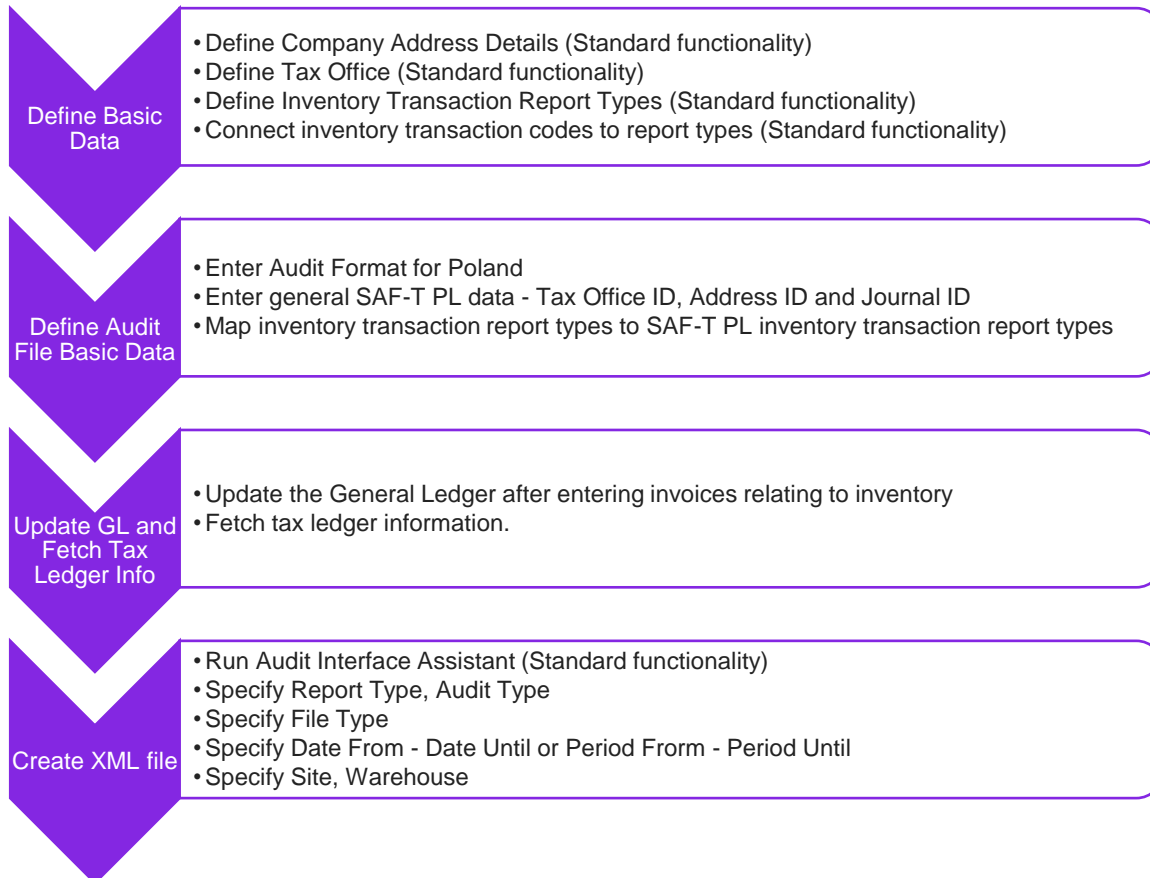 Define Basic
Data
• Define Company Address Details (Standard functionality)
• Define Tax Office (Standard functionality)
• Define Inventory Transaction Report Types (Standard functionality)
• Connect inventory transaction codes to report types (Standard functionality)
Define Audit
File Basic Data
• Enter Audit Format for Poland
• Enter general SAF-T PL data - Tax Office ID, Address ID and Journal ID
• Map inventory transaction report types to SAF-T PL inventory transaction report types
Update GL and
Fetch Tax
Ledger Info
• Update the General Ledger after entering invoices relating to inventory
• Fetch tax ledger information.
Create XML file
• Run Audit Interface Assistant (Standard functionality)
• Specify Report Type, Audit Type
• Specify File Type
• Specify Date From - Date Until or Period Frorm - Period Until
• Specify Site, Warehouse